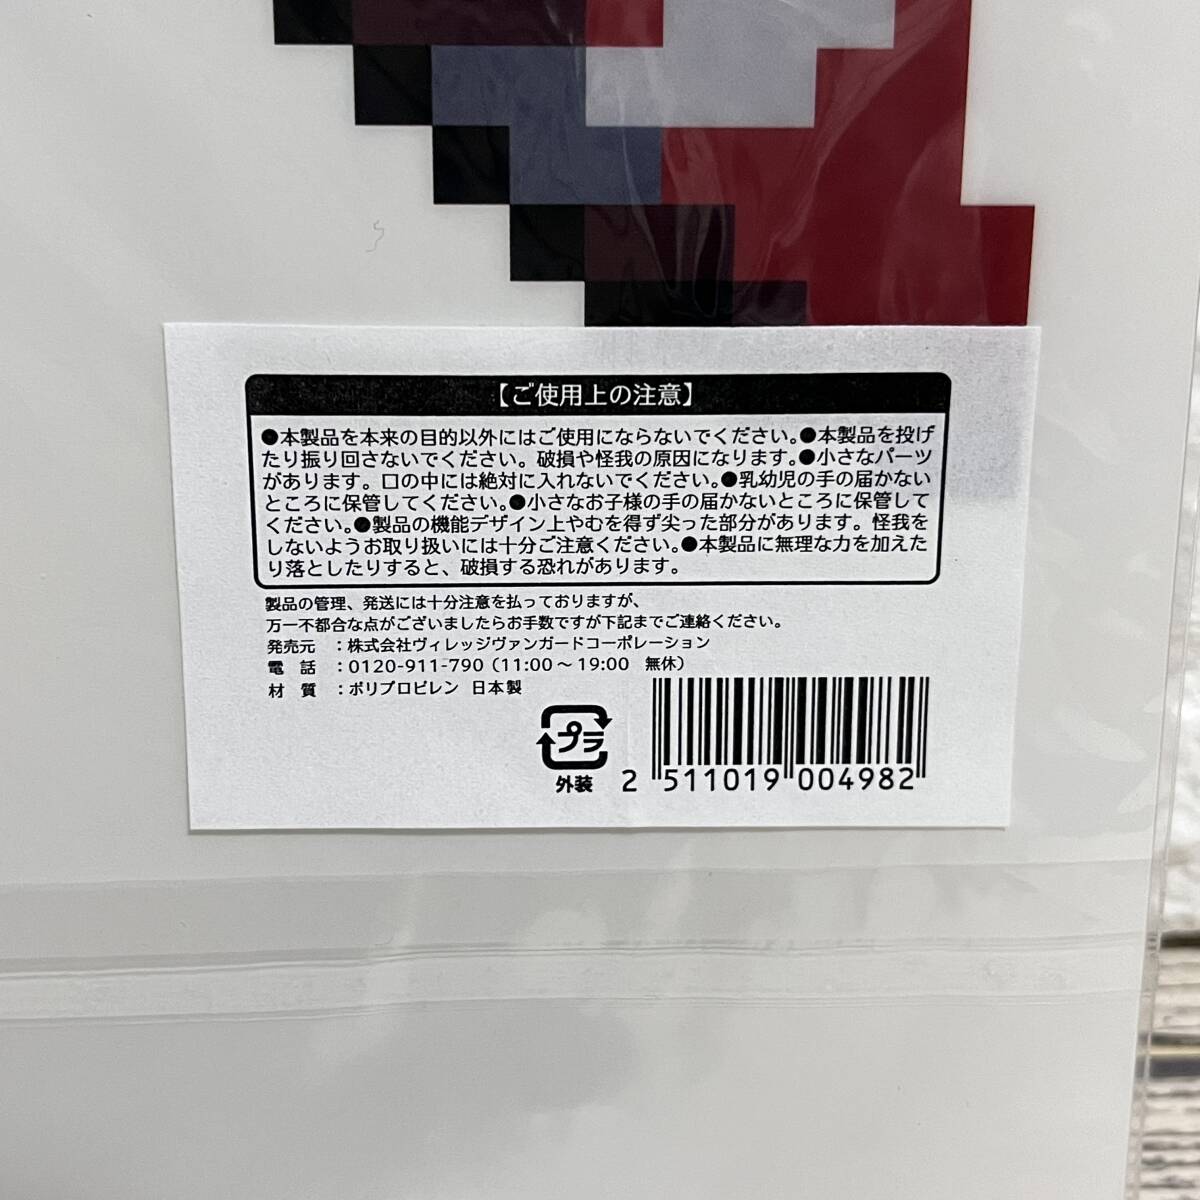 【ご使用上の注意】
●本製品を本来の目的以外にはご使用にならないでください。●本製品を投げ
たり振り回さないでください。破損や怪我の原因になります。●小さなパーツ
があります。口の中には絶対に入れないでください。●乳幼児の手の届かない
ところに保管してください。●小さなお子様の手の届かないところに保管して
ください。●製品の機能デザイン上やむを得ず尖った部分があります。怪我を
しないようお取り扱いには十分ご注意ください。●本製品に無理な力を加えた
り落としたりすると、破損する恐れがあります。
製品の管理、発送には十分注意を払っておりますが、
万一不都合な点がございましたらお手数ですが下記までご連絡ください。
発売元 ：株式会社ヴィレッジヴァンガードコーポレーション
電 話 ：0120-911-790（11:00～19:00 無休）
材 質 ：ポリプロピレン 日本製
プラ
外装
2 511019 004982